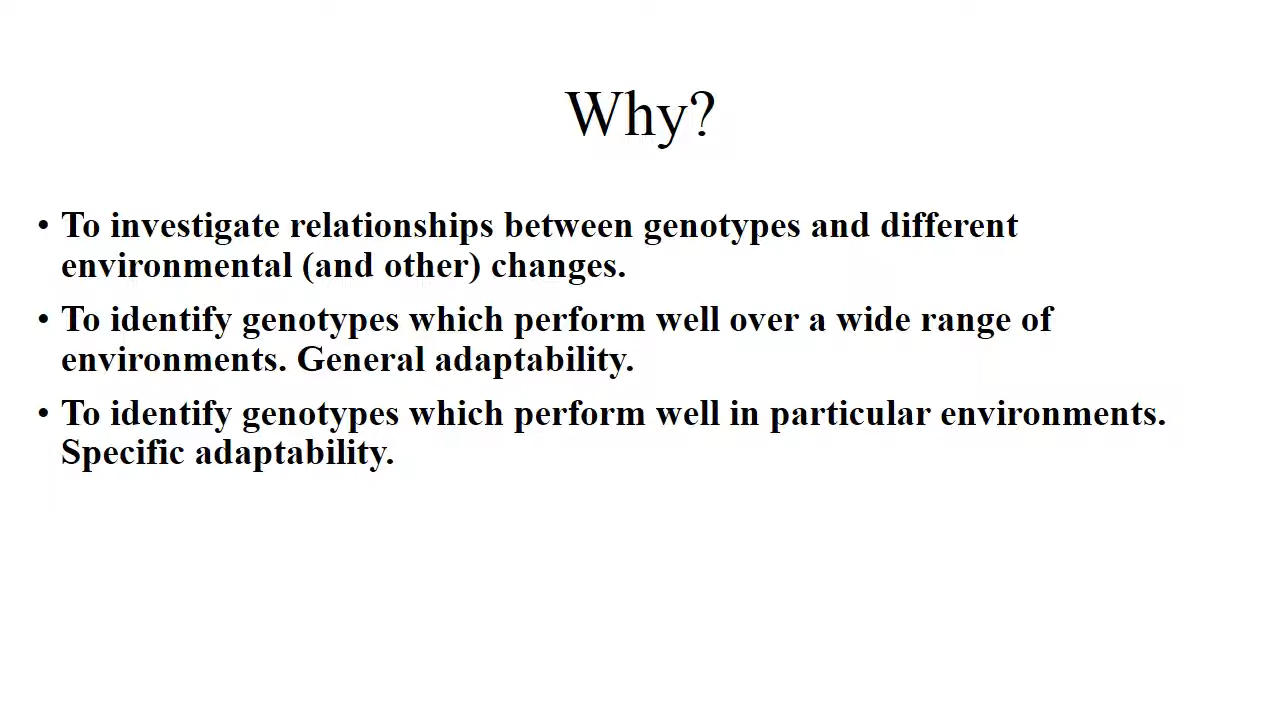 Why?
• To investigate relationships between genotypes and different
environmental (and other) changes.
• To identify genotypes which perform well over a wide range of
environments. General adaptability.
• To identify genotypes which perform well in particular environments.
Specific adaptability.